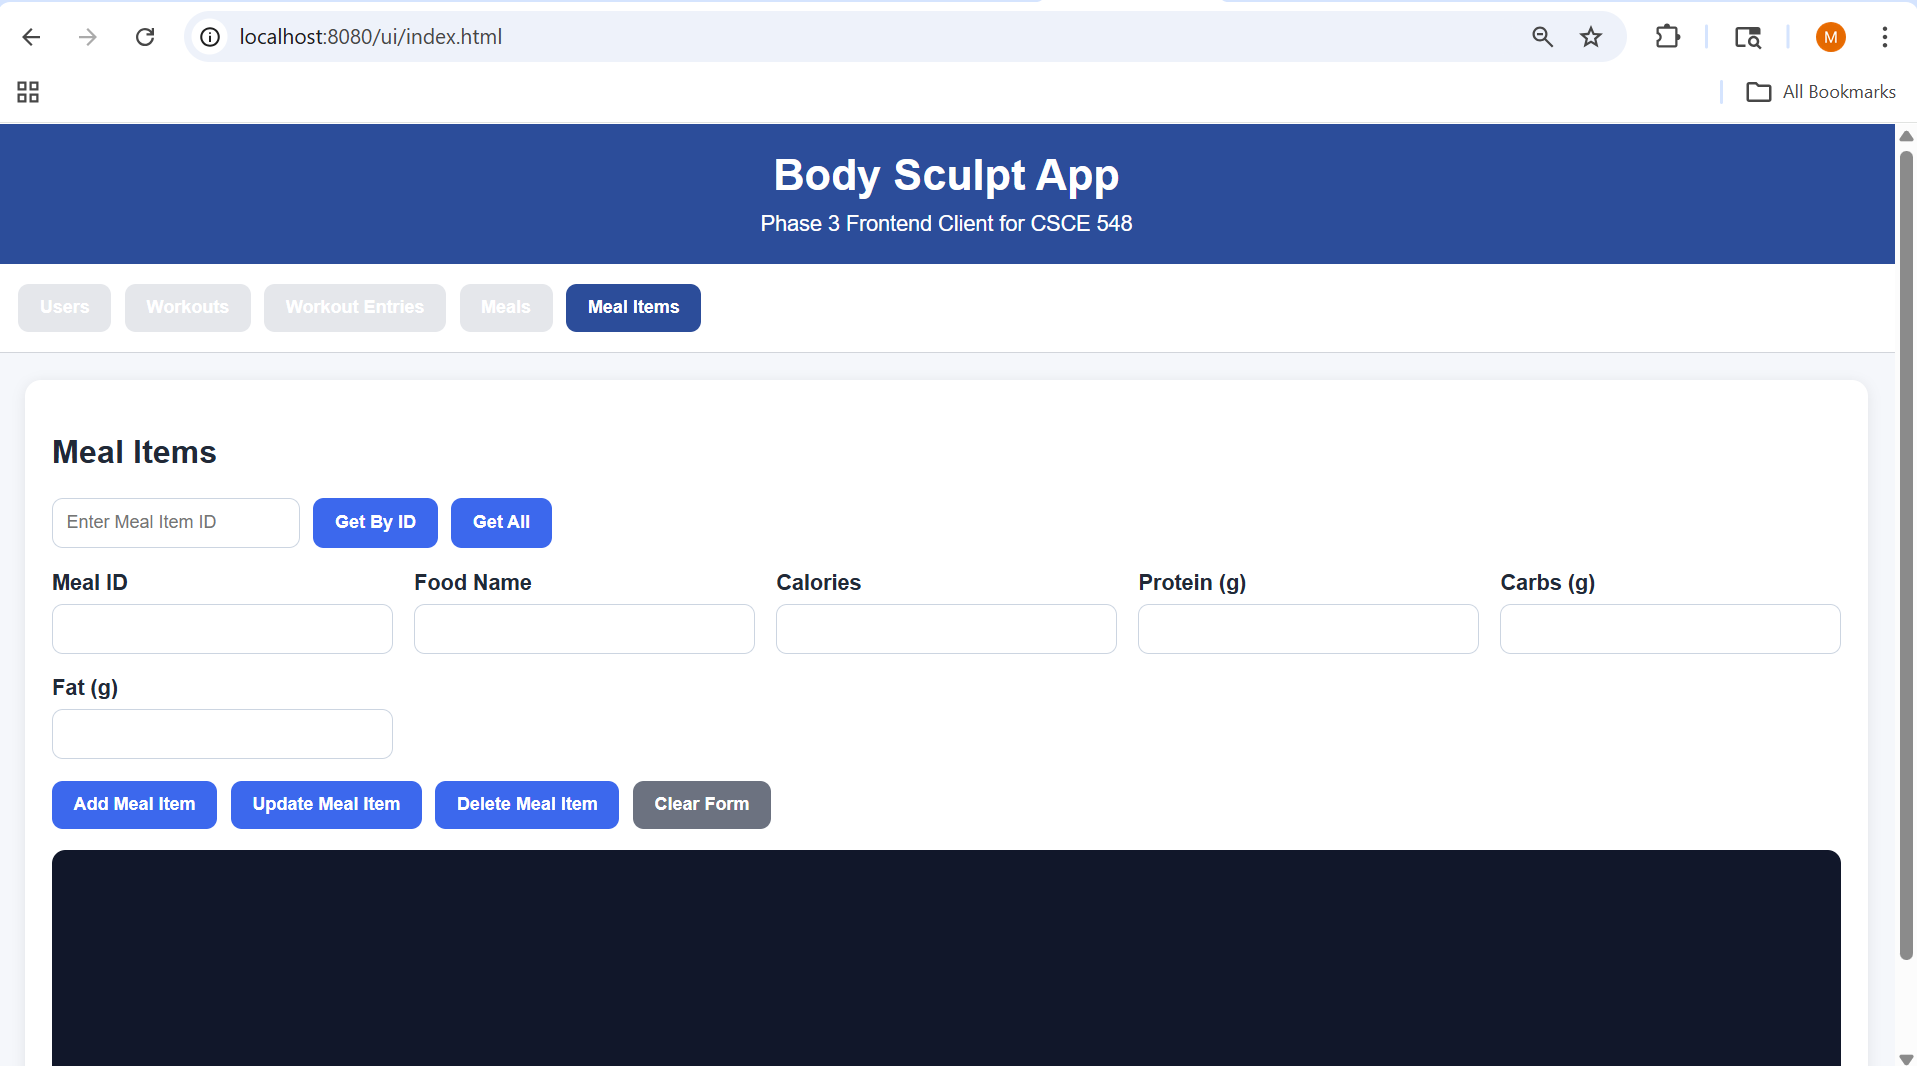 localhost:8080/ui/index.html
M
All Bookmarks
Body Sculpt App
Phase 3 Frontend Client for CSCE 548
Users Workouts Workout Entries Meals Meal Items
Meal Items
Enter Meal Item ID Get By ID Get All
Meal ID Food Name Calories Protein (g) Carbs (g)
Fat (g)
Add Meal Item Update Meal Item Delete Meal Item Clear Form